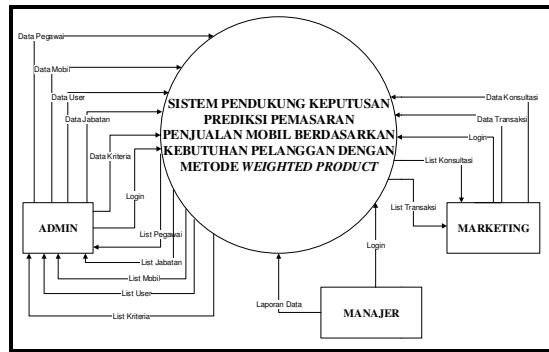 Data Pegawai
Data Mobil
Data User
Data Jabatan
Data Kriteria
Login
SISTEM PENDUKUNG KEPUTUSAN
PREDIKSI PEMASARAN
PENJUALAN MOBIL BERDASARKAN
KEBUTUHAN PELANGGAN DENGAN
METODE WEIGHTED PRODUCT
Data Konsultasi
Data Transaksi
Login
List Konsultasi
List Transaksi
ADMIN
MARKETING
List Pegawai
List Jabatan
List Mobil
List User
List Kriteria
Login
Laporan Data
MANAJER